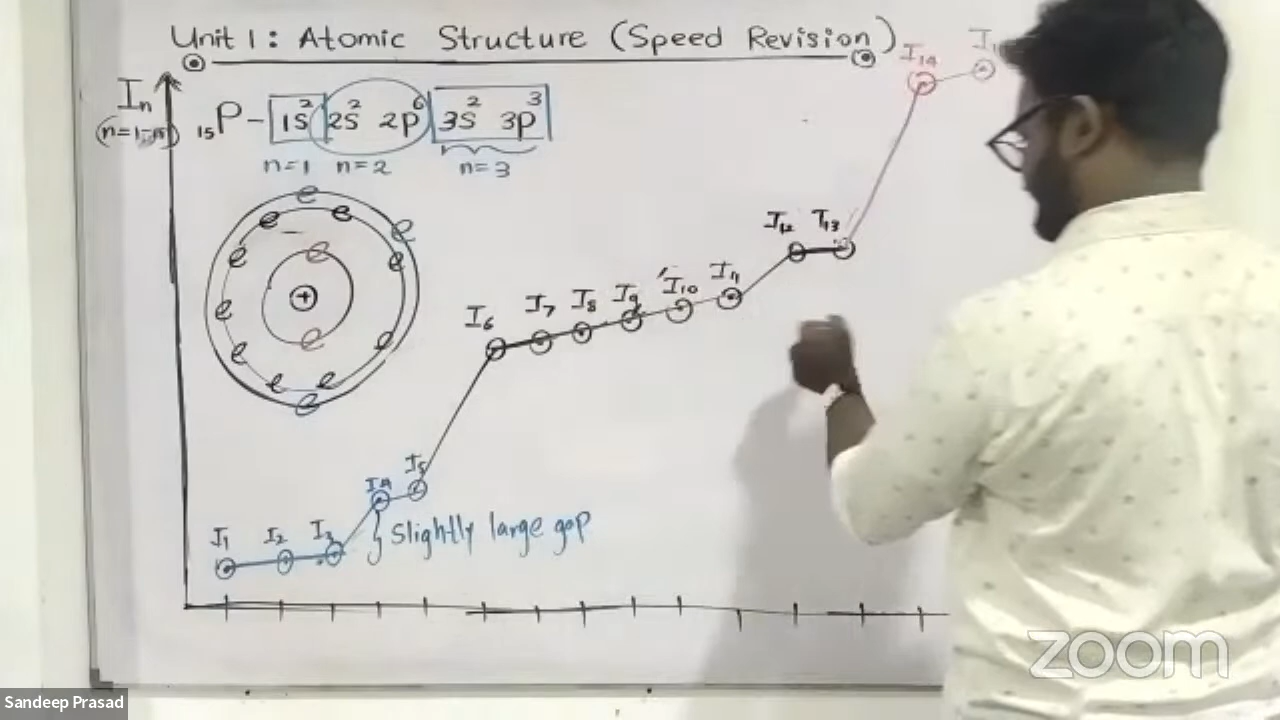 Unit 1: Atomic Structure (Speed Revision)
In
(n=1-15)
15P - 1s2 2s2 2p6 3s2 3p3
n=1 n=2 n=3
e e e e e e e e e e e e e e
+
I1 I2 I3 I4 I5 I6 I7 I8 I9 I10 I11 I12 I13 I14
Slightly large gap
zoom
Sandeep Prasad